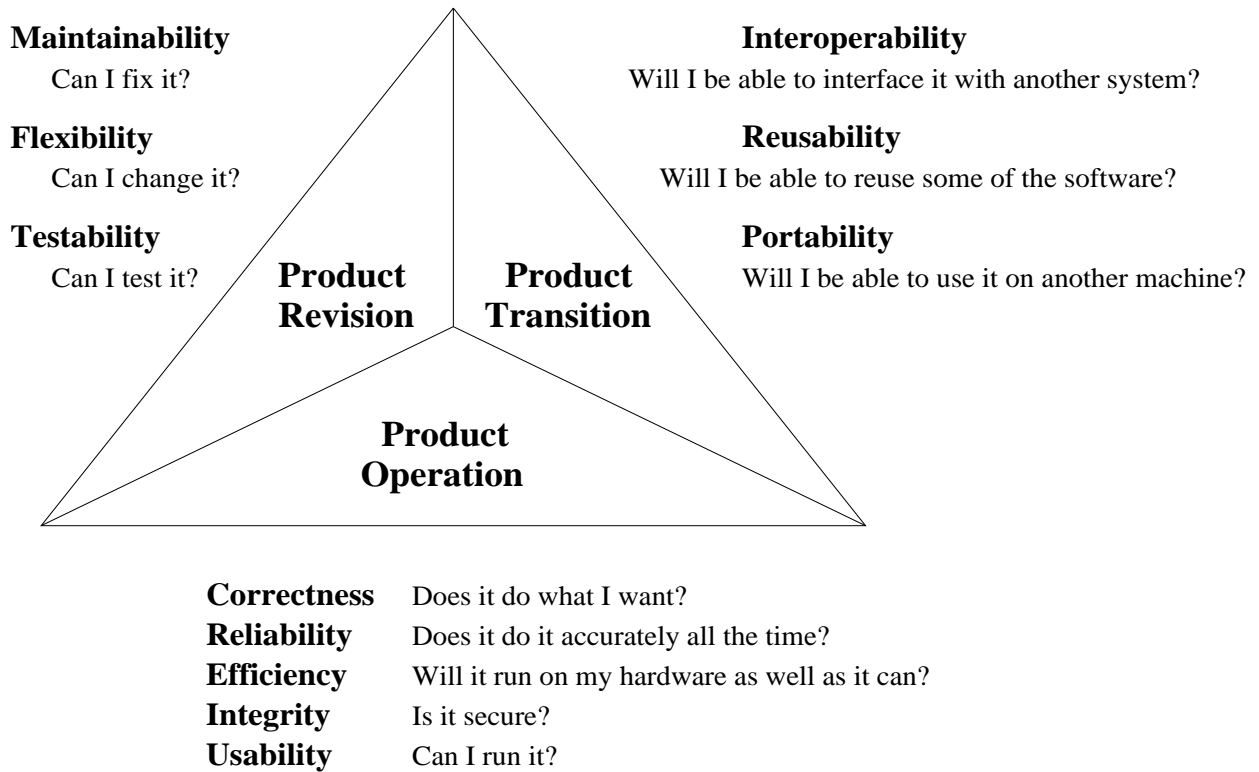 Maintainability
Can I fix it?
Flexibility
Can I change it?
Testability
Can I test it?
Interoperability
Will I be able to interface it with another system?
Reusability
Will I be able to reuse some of the software?
Portability
Will I be able to use it on another machine?
Product
Revision
Product
Transition
Product
Operation
Correctness Does it do what I want?
Reliability Does it do it accurately all the time?
Efficiency Will it run on my hardware as well as it can?
Integrity Is it secure?
Usability Can I run it?